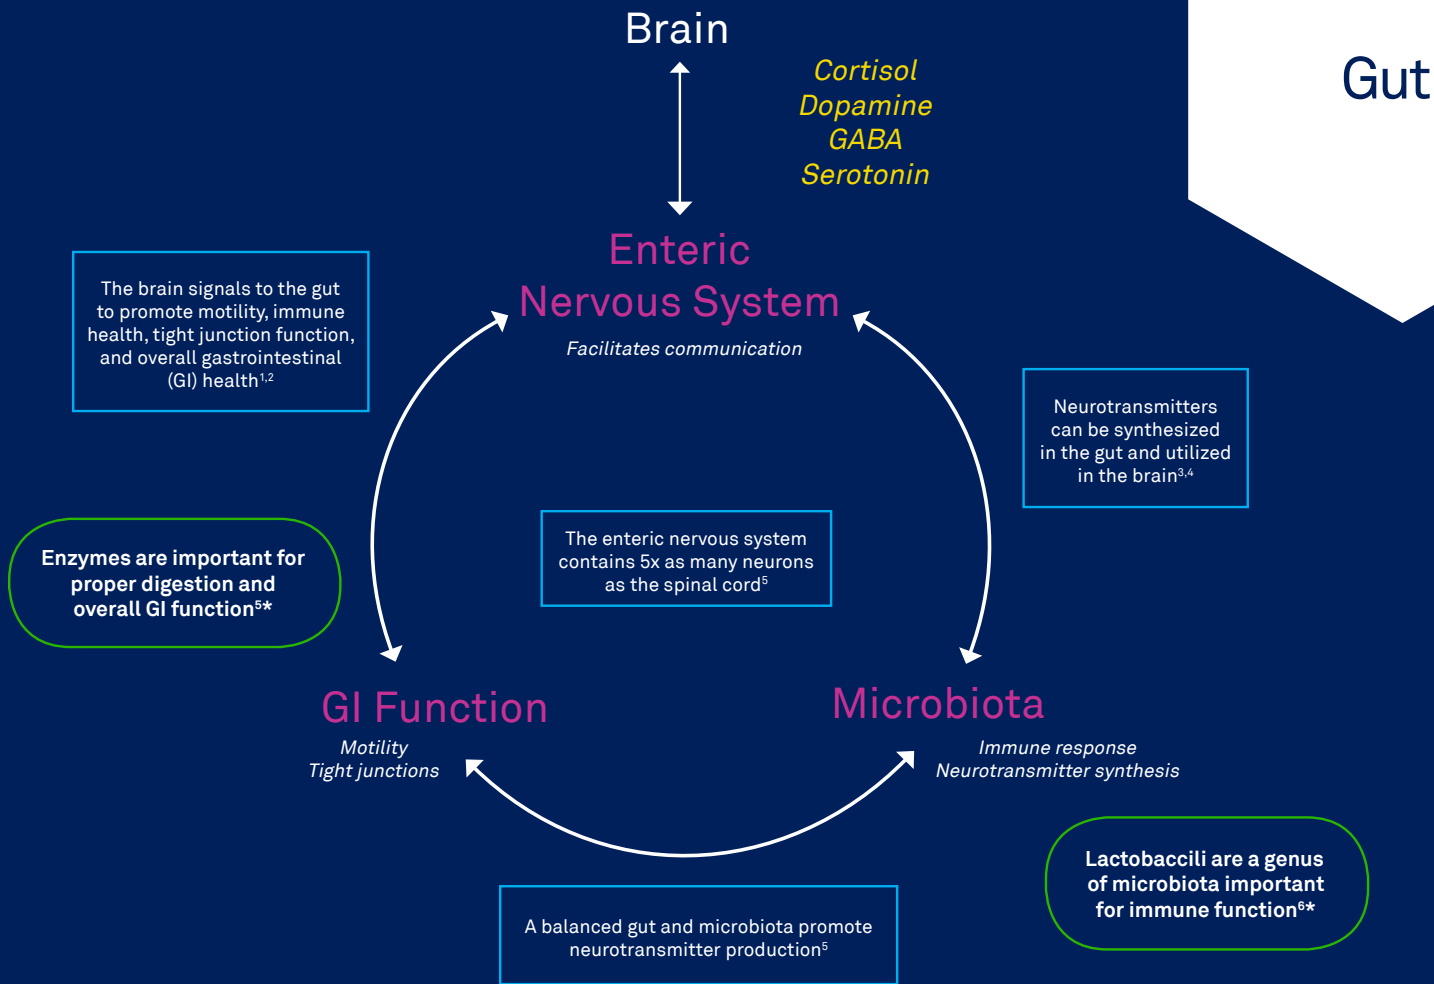 Brain
Gut
Cortisol
Dopamine
GABA
Serotonin
Enteric
Nervous System
Facilitates communication
The brain signals to the gut
to promote motility, immune
health, tight junction function,
and overall gastrointestinal
(GI) health1,2
Neurotransmitters
can be synthesized
in the gut and utilized
in the brain3,4
The enteric nervous system
contains 5x as many neurons
as the spinal cord5
Enzymes are important for
proper digestion and
overall GI function5*
GI Function
Motility
Tight junctions
Microbiota
Immune response
Neurotransmitter synthesis
Lactobaccili are a genus
of microbiota important
for immune function6*
A balanced gut and microbiota promote
neurotransmitter production5